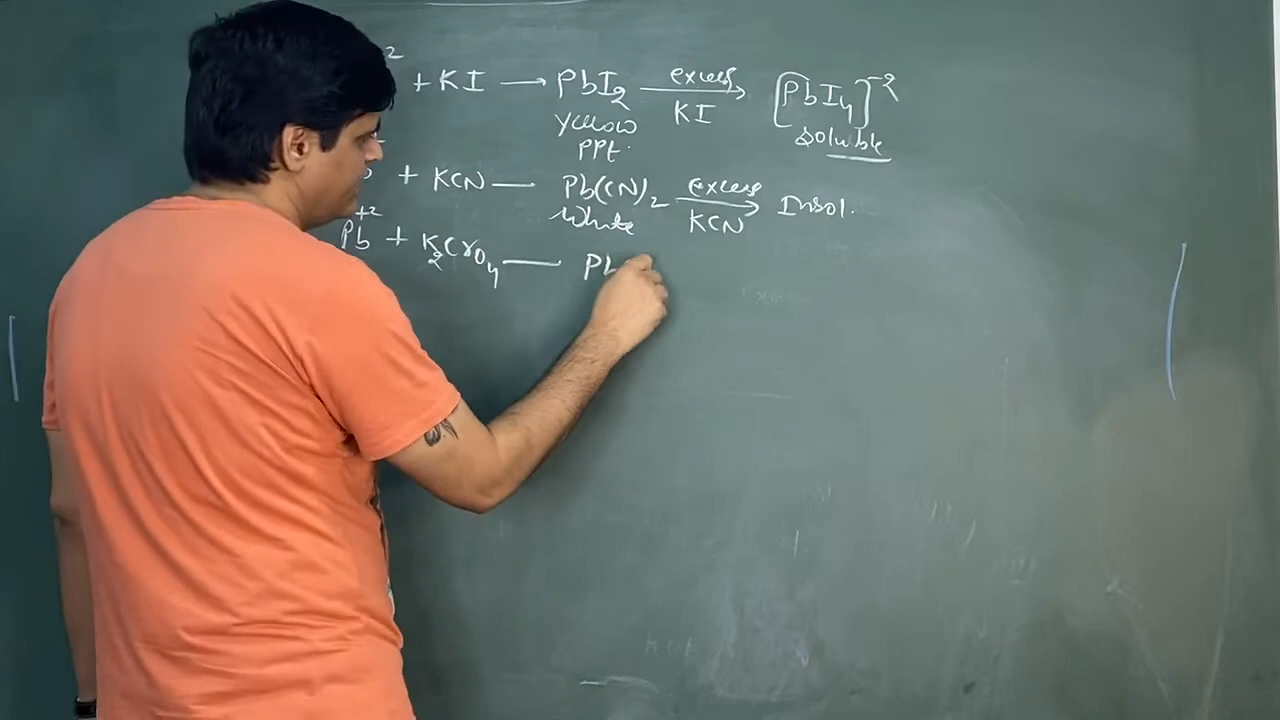 +2 + KI → PbI2 excess KI → [PbI4]-2
Yellow
PPt.
soluble
+ KCN — Pb(CN)2 excess KCN → Insol.
white
Pb+2 + K2CrO4 — Pb